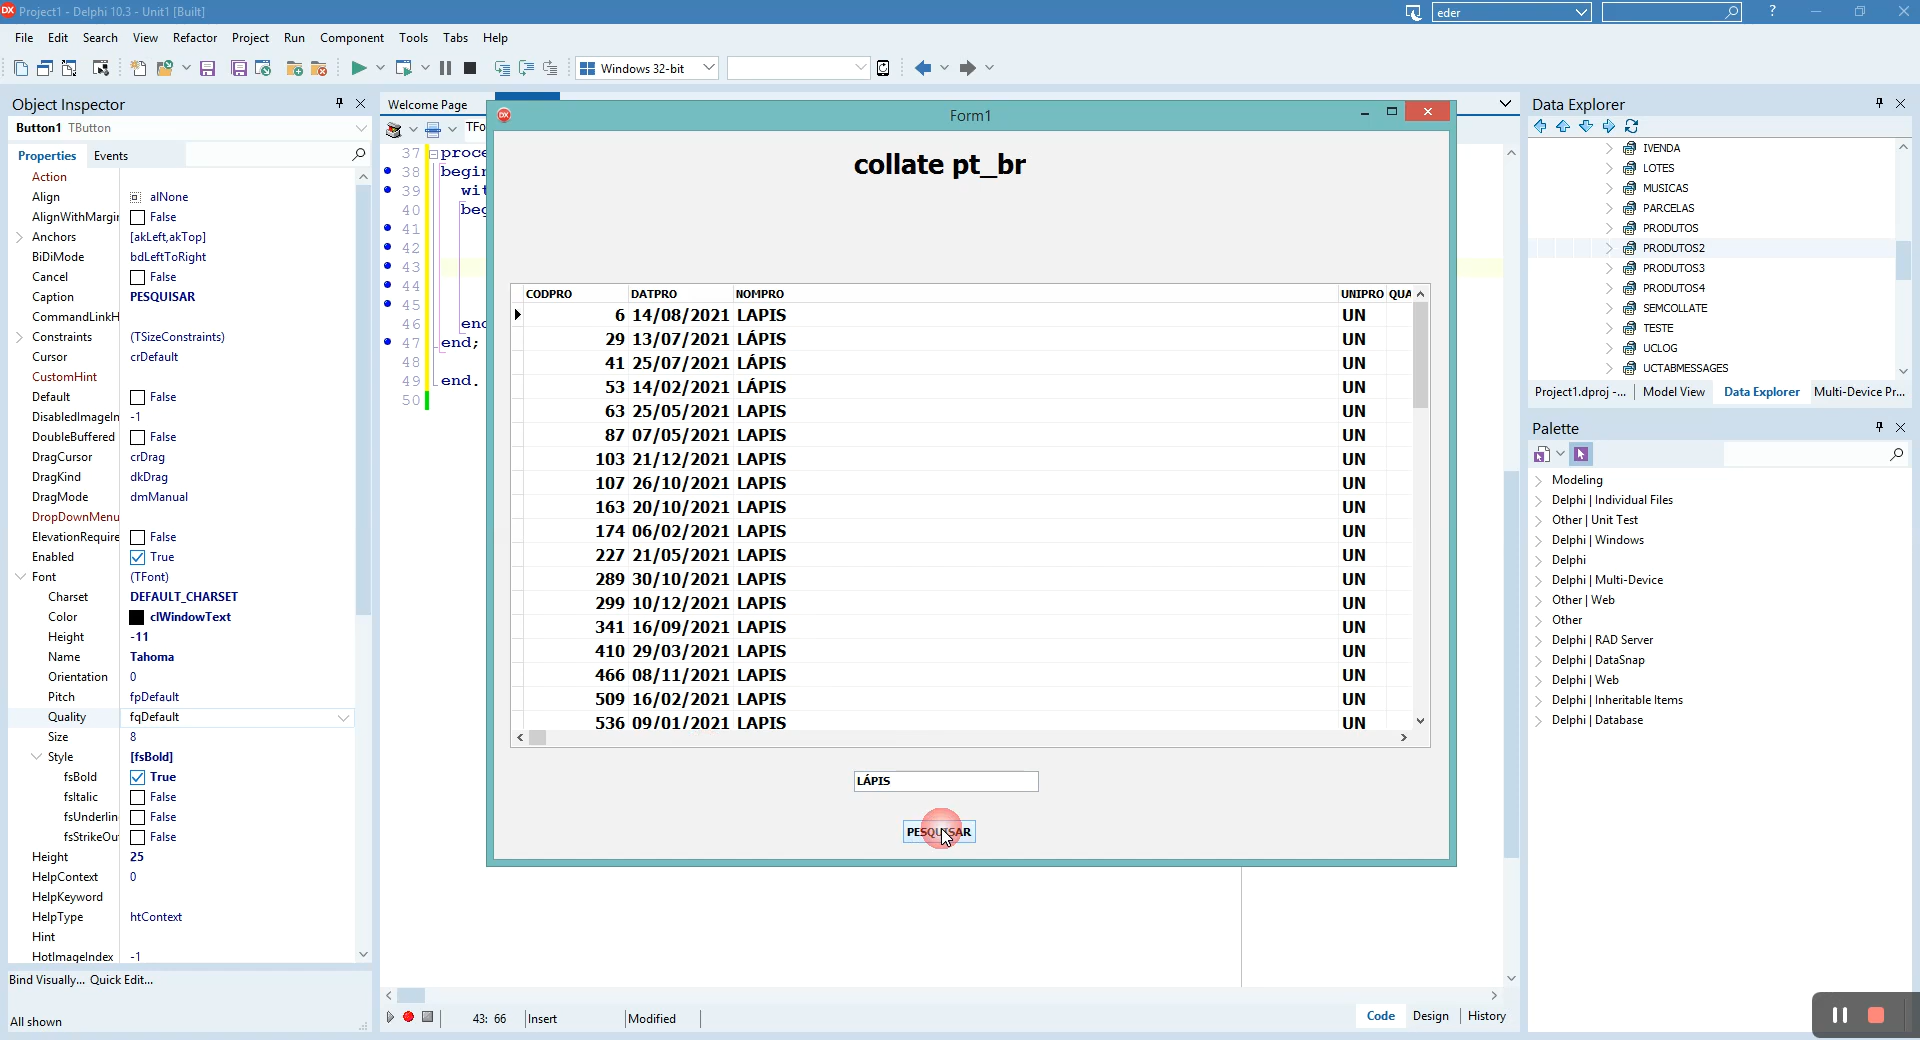 Project1 - Delphi 10.3 - Unit1 [Built]
eder
?
File Edit Search View Refactor Project Run Component Tools Tabs Help
Windows 32-bit
Object Inspector
Button1 TButton
Properties Events
Action
Align alNone
AlignWithMargin False
Anchors [akLeft,akTop]
BiDiMode bdLeftToRight
Cancel False
Caption PESQUISAR
CommandLinkH
Constraints (TSizeConstraints)
Cursor crDefault
CustomHint
Default False
DisabledImageIn -1
DoubleBuffered False
DragCursor crDrag
DragKind dkDrag
DragMode dmManual
DropDownMenu
ElevationRequire False
Enabled True
Font (TFont)
Charset DEFAULT_CHARSET
Color clWindowText
Height -11
Name Tahoma
Orientation 0
Pitch fpDefault
Quality fqDefault
Size 8
Style [fsBold]
fsBold True
fsItalic False
fsUnderlin False
fsStrikeOu False
Height 25
HelpContext 0
HelpKeyword
HelpType htContext
Hint
HotImageIndex -1
Bind Visually... Quick Edit...
All shown
Welcome Page
TFo
37 proce
38 begin
39 wit
40 beg
41
42
43
44
45
46 end
47 end;
48
49 end.
50
43: 66 Insert Modified
Code Design History
Form1
collate pt_br
CODPRO DATPRO NOMPRO UNIPRO QUA
6 14/08/2021 LAPIS UN
29 13/07/2021 LÁPIS UN
41 25/07/2021 LÁPIS UN
53 14/02/2021 LÁPIS UN
63 25/05/2021 LAPIS UN
87 07/05/2021 LAPIS UN
103 21/12/2021 LAPIS UN
107 26/10/2021 LAPIS UN
163 20/10/2021 LAPIS UN
174 06/02/2021 LAPIS UN
227 21/05/2021 LAPIS UN
289 30/10/2021 LAPIS UN
299 10/12/2021 LAPIS UN
341 16/09/2021 LAPIS UN
410 29/03/2021 LAPIS UN
466 08/11/2021 LAPIS UN
509 16/02/2021 LAPIS UN
536 09/01/2021 LAPIS UN
LÁPIS
PESQUISAR
Data Explorer
IVENDA
LOTES
MUSICAS
PARCELAS
PRODUTOS
PRODUTOS2
PRODUTOS3
PRODUTOS4
SEMCOLLATE
TESTE
UCLOG
UCTABMESSAGES
Project1.dproj -... Model View Data Explorer Multi-Device Pr...
Palette
Modeling
Delphi | Individual Files
Other | Unit Test
Delphi | Windows
Delphi
Delphi | Multi-Device
Other | Web
Other
Delphi | RAD Server
Delphi | DataSnap
Delphi | Web
Delphi | Inheritable Items
Delphi | Database